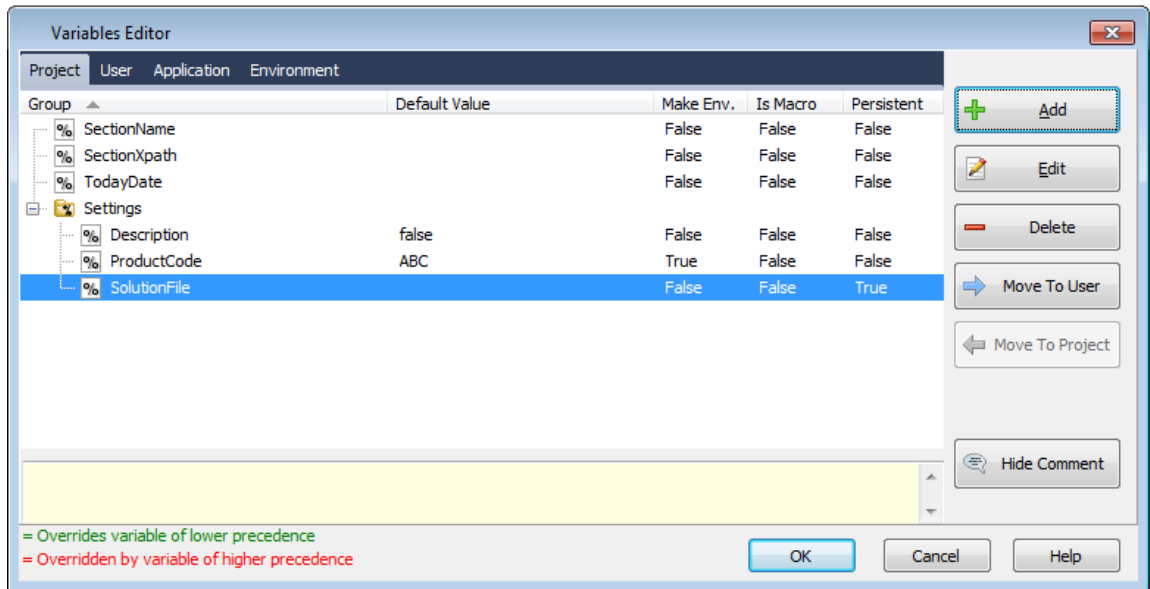 Variables Editor
Project User Application Environment
Group Default Value Make Env. Is Macro Persistent
SectionName False False False
SectionXpath False False False
TodayDate False False False
Settings
Description false False False False
ProductCode ABC True False False
SolutionFile False False True
Add
Edit
Delete
Move To User
Move To Project
Hide Comment
= Overrides variable of lower precedence
= Overridden by variable of higher precedence
OK Cancel Help